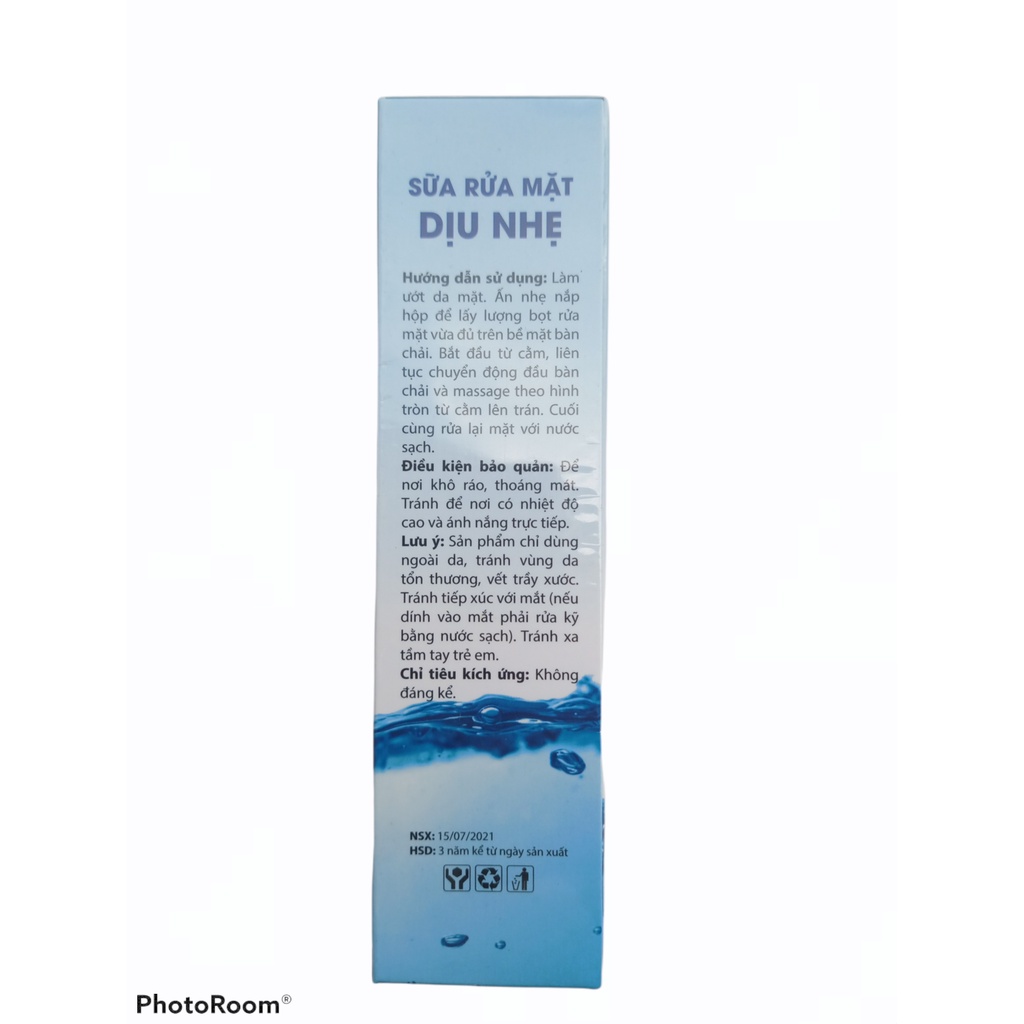 SỮA RỬA MẶT
DỊU NHẸ
Hướng dẫn sử dụng: Làm
ướt da mặt. Ấn nhẹ nắp
hộp để lấy lượng bọt rửa
mặt vừa đủ trên bề mặt bàn
chải. Bắt đầu từ cằm, liên
tục chuyển động đầu bàn
chải và massage theo hình
tròn từ cằm lên trán. Cuối
cùng rửa lại mặt với nước
sạch.
Điều kiện bảo quản: Để
nơi khô ráo, thoáng mát.
Tránh để nơi có nhiệt độ
cao và ánh nắng trực tiếp.
Lưu ý: Sản phẩm chỉ dùng
ngoài da, tránh vùng da
tổn thương, vết trầy xước.
Tránh tiếp xúc với mắt (nếu
dính vào mắt phải rửa kỹ
bằng nước sạch). Tránh xa
tầm tay trẻ em.
Chỉ tiêu kích ứng: Không
đáng kể.
NSX: 15/07/2021
HSD: 3 năm kể từ ngày sản xuất
PhotoRoom®